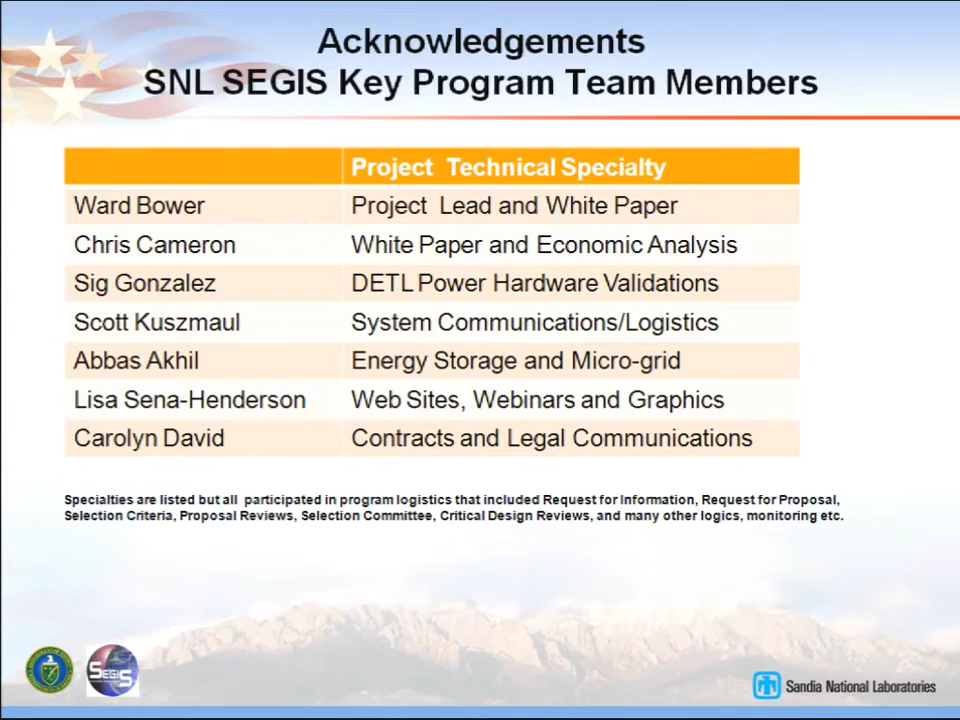 Acknowledgements
SNL SEGIS Key Program Team Members
Project Technical Specialty
Ward Bower Project Lead and White Paper
Chris Cameron White Paper and Economic Analysis
Sig Gonzalez DETL Power Hardware Validations
Scott Kuszmaul System Communications/Logistics
Abbas Akhil Energy Storage and Micro-grid
Lisa Sena-Henderson Web Sites, Webinars and Graphics
Carolyn David Contracts and Legal Communications
Specialties are listed but all participated in program logistics that included Request for Information, Request for Proposal,
Selection Criteria, Proposal Reviews, Selection Committee, Critical Design Reviews, and many other logics, monitoring etc.
SEGIS
Sandia National Laboratories